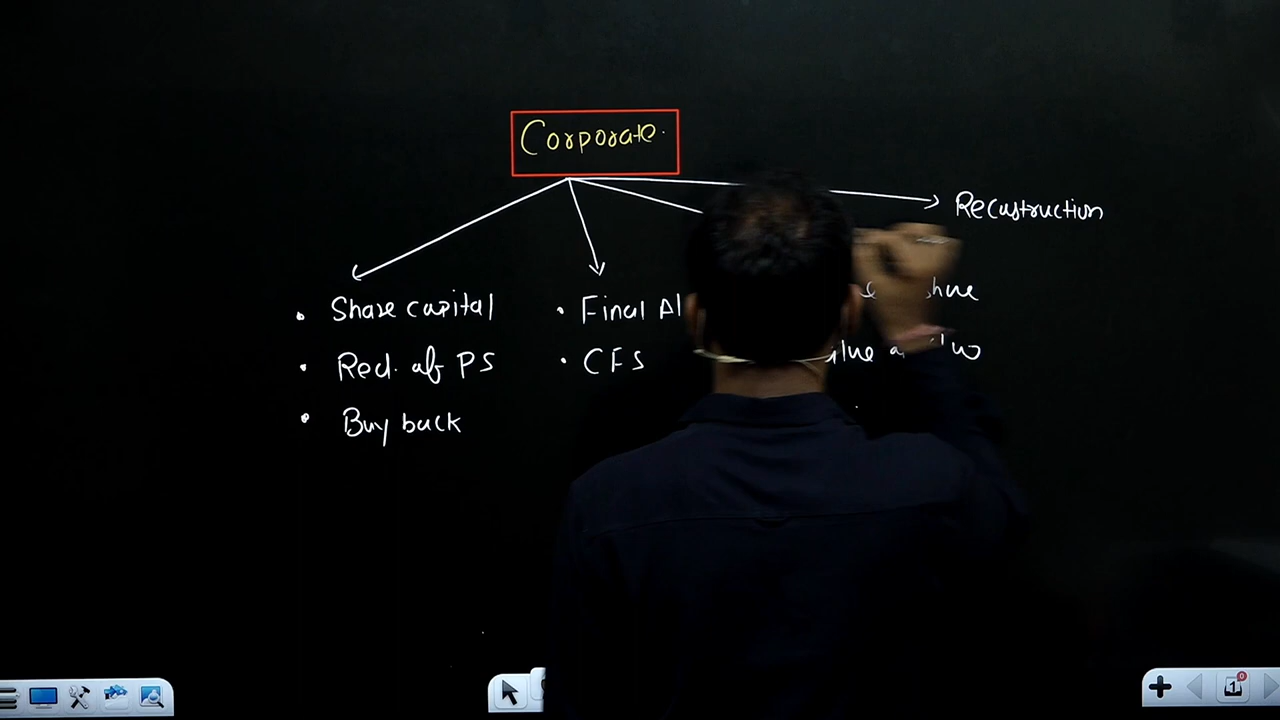 Corporate.
Recustruction
• Share capital
• Red. of PS
• Buy back
• Final A
• CFS